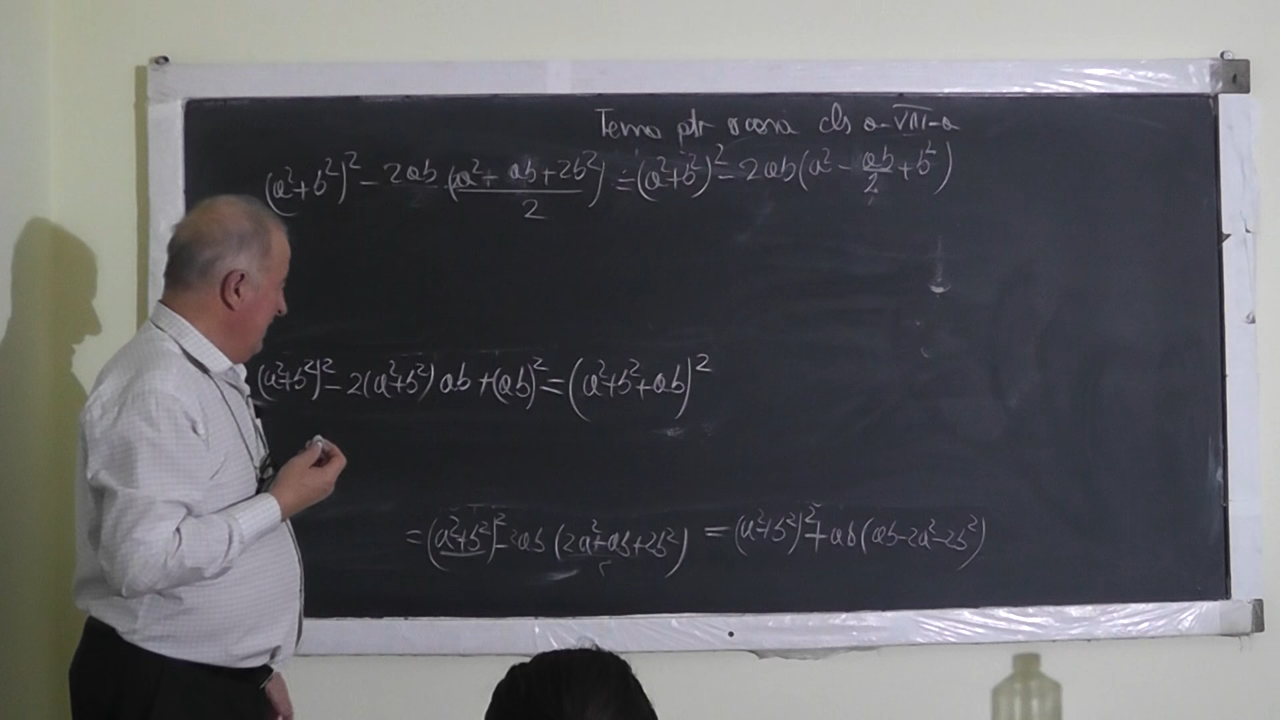 Tema ptr acasă cls a-VIII-a
(a²+b²)² - 2ab (2a²+ ab+2b²)/2 = (a²+b²)² - 2ab(a² - ab/2 + b²)
(a²+b²)² - 2(a²+b²)ab + (ab)² = (a²+b²+ab)²
= (a²+b²)² - 2ab (2a²-ab+2b²) = (a²+b²)² + ab(ab-2a²-2b²)